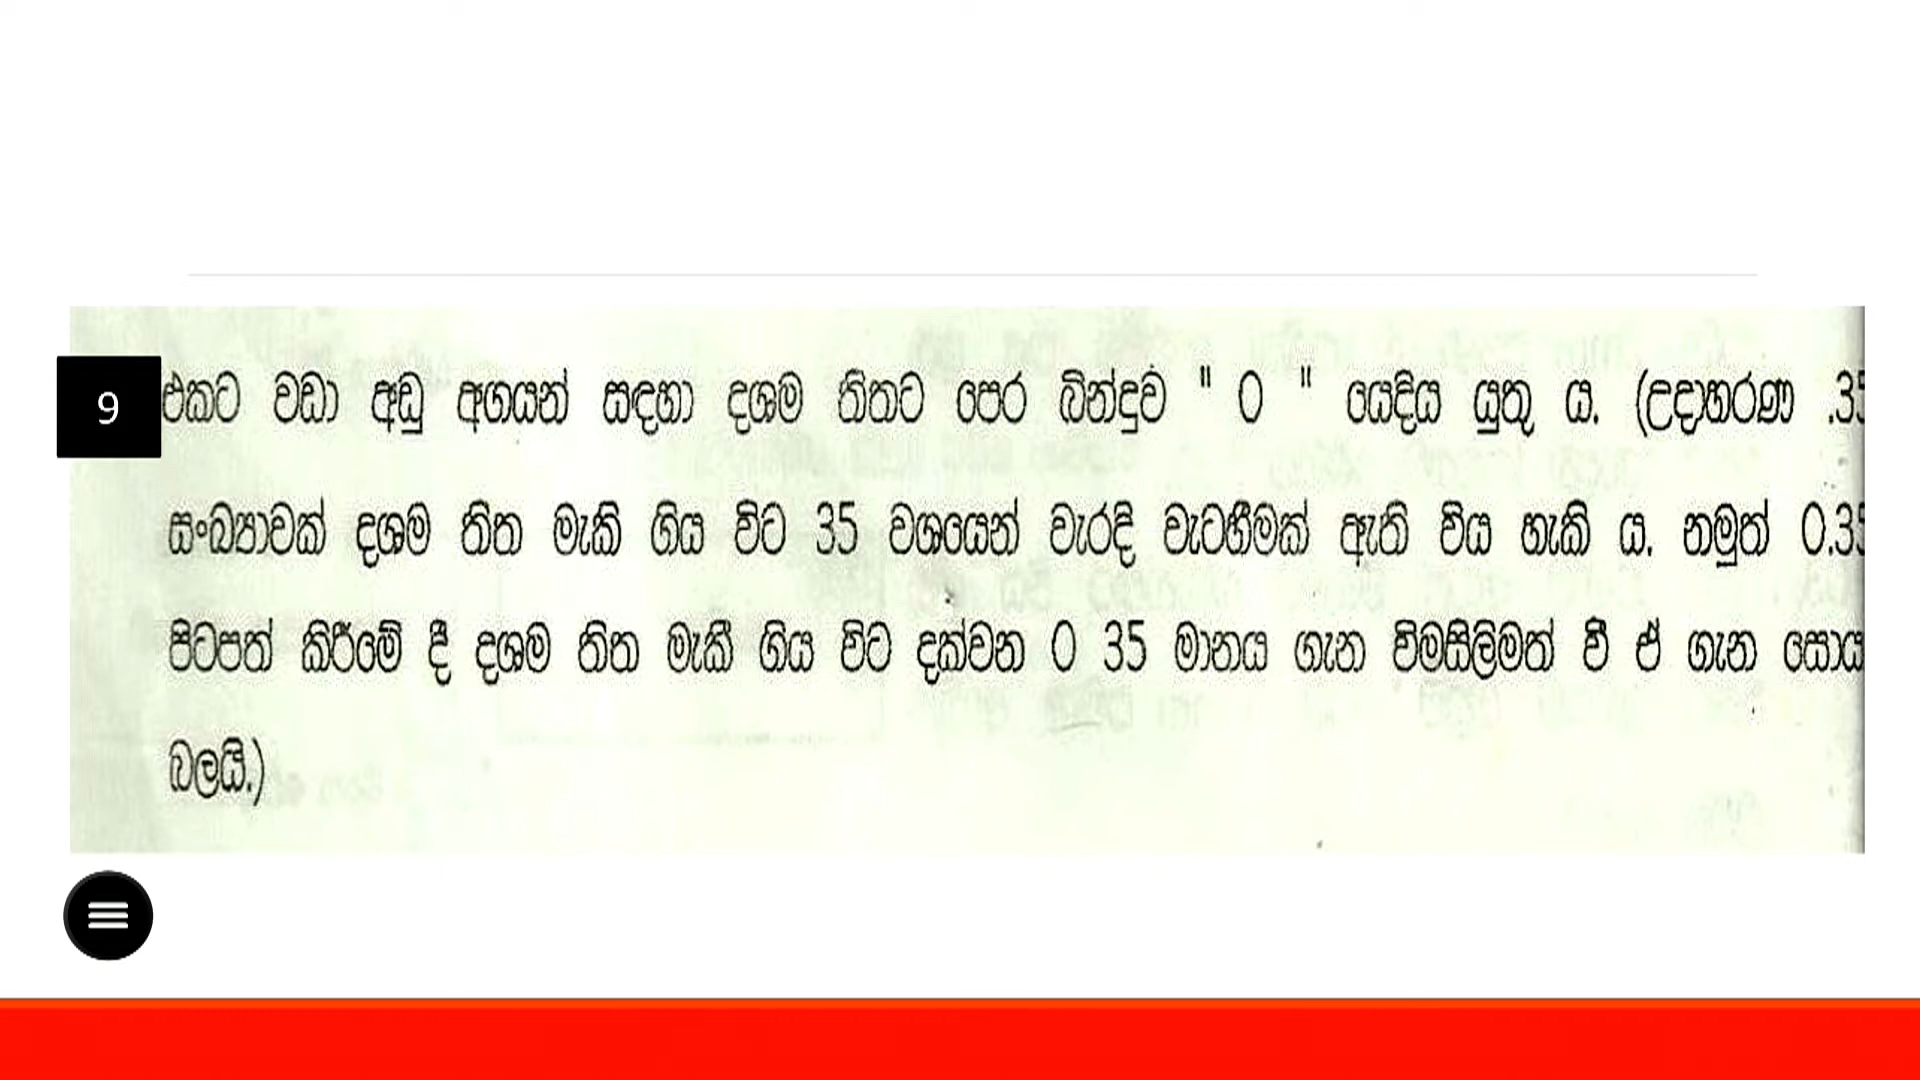 9 එකට වඩා අඩු අගයන් සඳහා දශම තිතට පෙර බින්දුව " 0 " යෙදිය යුතු ය. (උදාහරණ .35
සංඛ්‍යාවක් දශම තිත මැකි ගිය විට 35 වශයෙන් වැරදි වැටහීමක් ඇති විය හැකි ය. නමුත් 0.35
පිටපත් කිරීමේ දී දශම තිත මැකී ගිය විට දක්වන 0 35 මානය ගැන විමසිලිමත් වී ඒ ගැන සොයා
බලයි.)